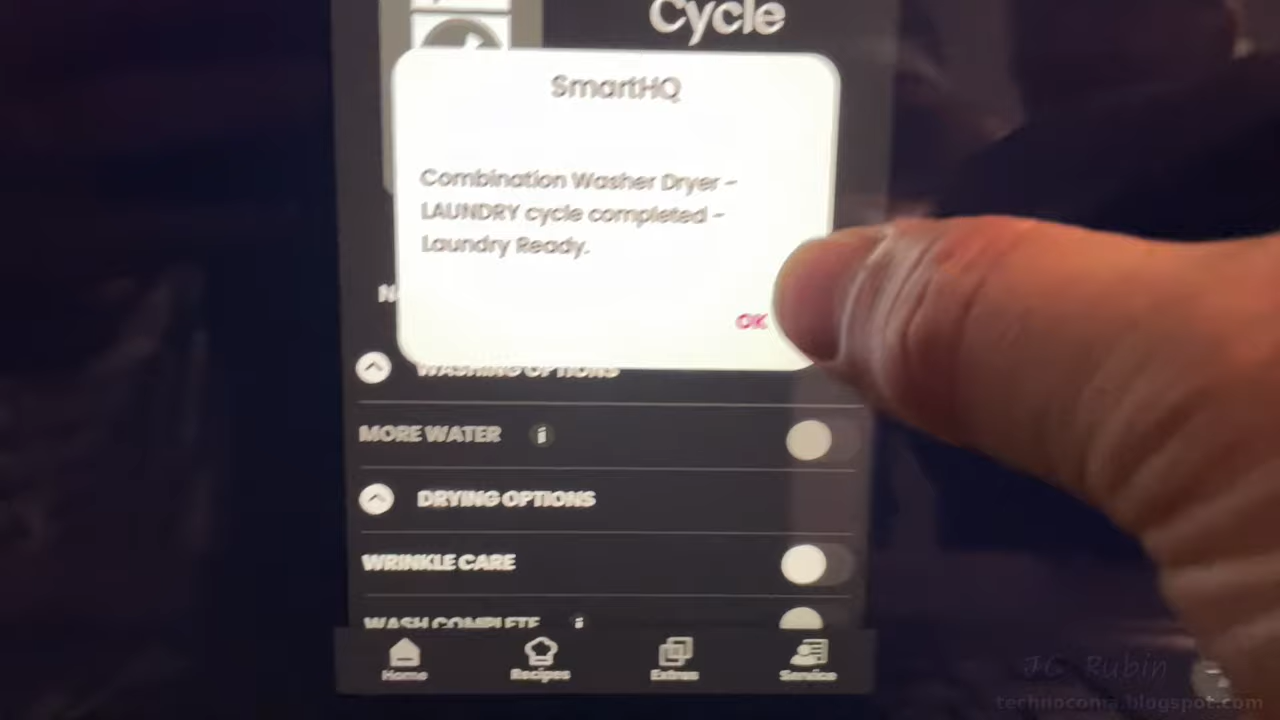 Cycle
SmartHQ
Combination Washer Dryer -
LAUNDRY cycle completed -
Laundry Ready.
OK
WASHING OPTIONS
MORE WATER i
DRYING OPTIONS
WRINKLE CARE
WASH COMPLETE i
Home Recipes Extras Service
JC Rubin
technoconia.blogspot.com